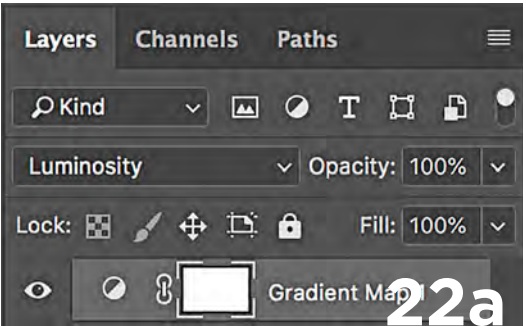 Layers Channels Paths
Kind T
Luminosity Opacity: 100%
Lock: Fill: 100%
Gradient Map 1
22a